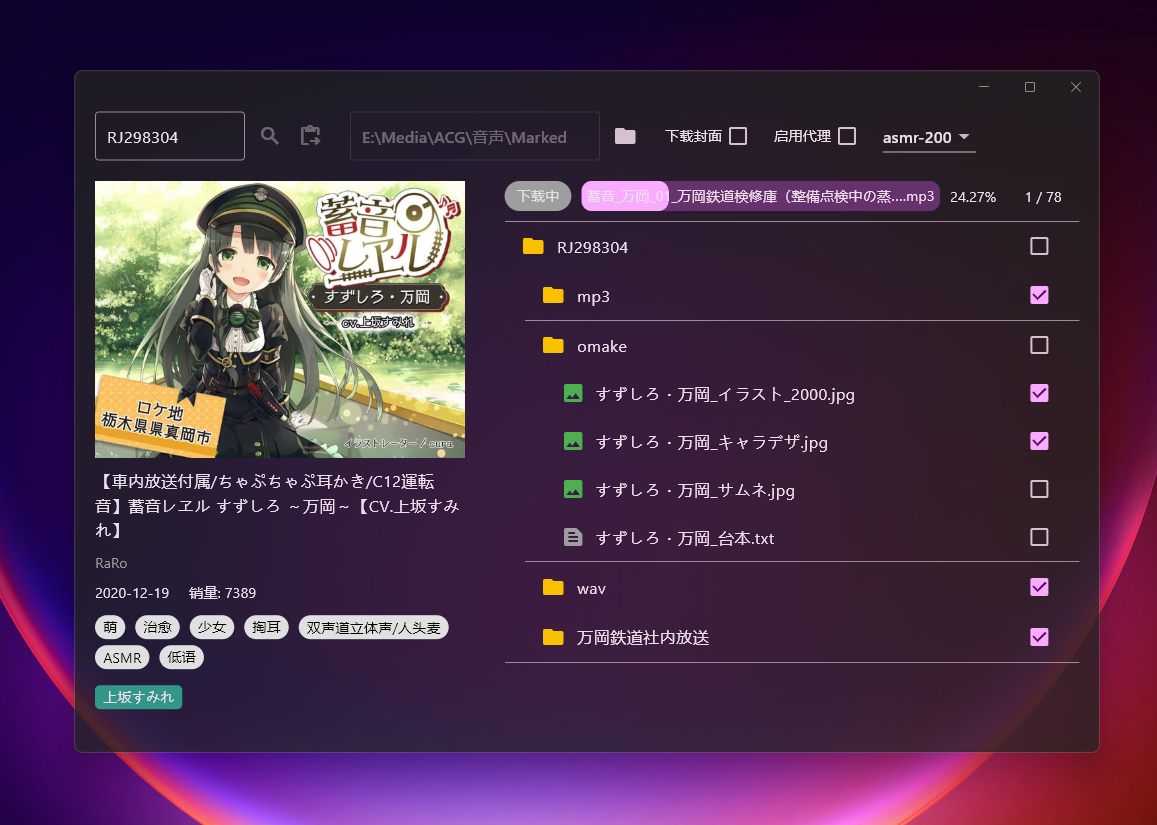 RJ298304
E:\Media\ACG\音声\Marked
下载封面
启用代理
asmr-200
蓄音レヱル
・すずしろ・万岡・
cv.上坂すみれ
ロケ地
栃木県県真岡市
イラストレーター / cura
【車内放送付属/ちゃぷちゃぷ耳かき/C12運転
音】蓄音レヱル すずしろ ～万岡～【CV.上坂すみ
れ】
RaRo
2020-12-19 销量: 7389
萌 治愈 少女 掏耳 双声道立体声/人头麦
ASMR 低语
上坂すみれ
下载中 蓄音_万岡_01_万岡鉄道検修庫（整備点検中の蒸....mp3 24.27% 1 / 78
RJ298304
mp3
omake
すずしろ・万岡_イラスト_2000.jpg
すずしろ・万岡_キャラデザ.jpg
すずしろ・万岡_サムネ.jpg
すずしろ・万岡_台本.txt
wav
万岡鉄道社内放送